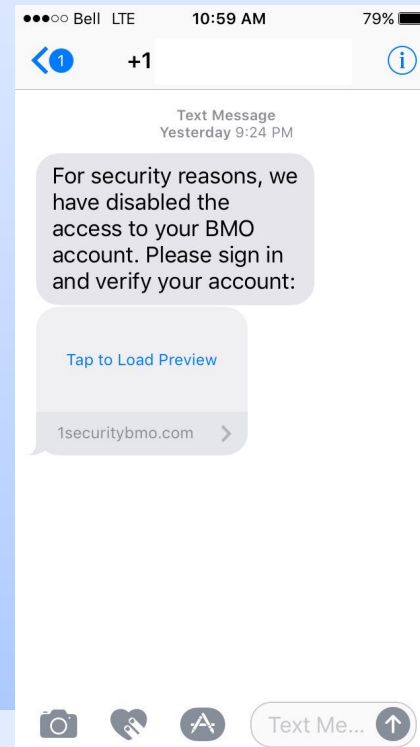 Bell LTE 10:59 AM 79%
1 +1 i
Text Message
Yesterday 9:24 PM
For security reasons, we
have disabled the
access to your BMO
account. Please sign in
and verify your account:
Tap to Load Preview
1securitybmo.com
Text Me...